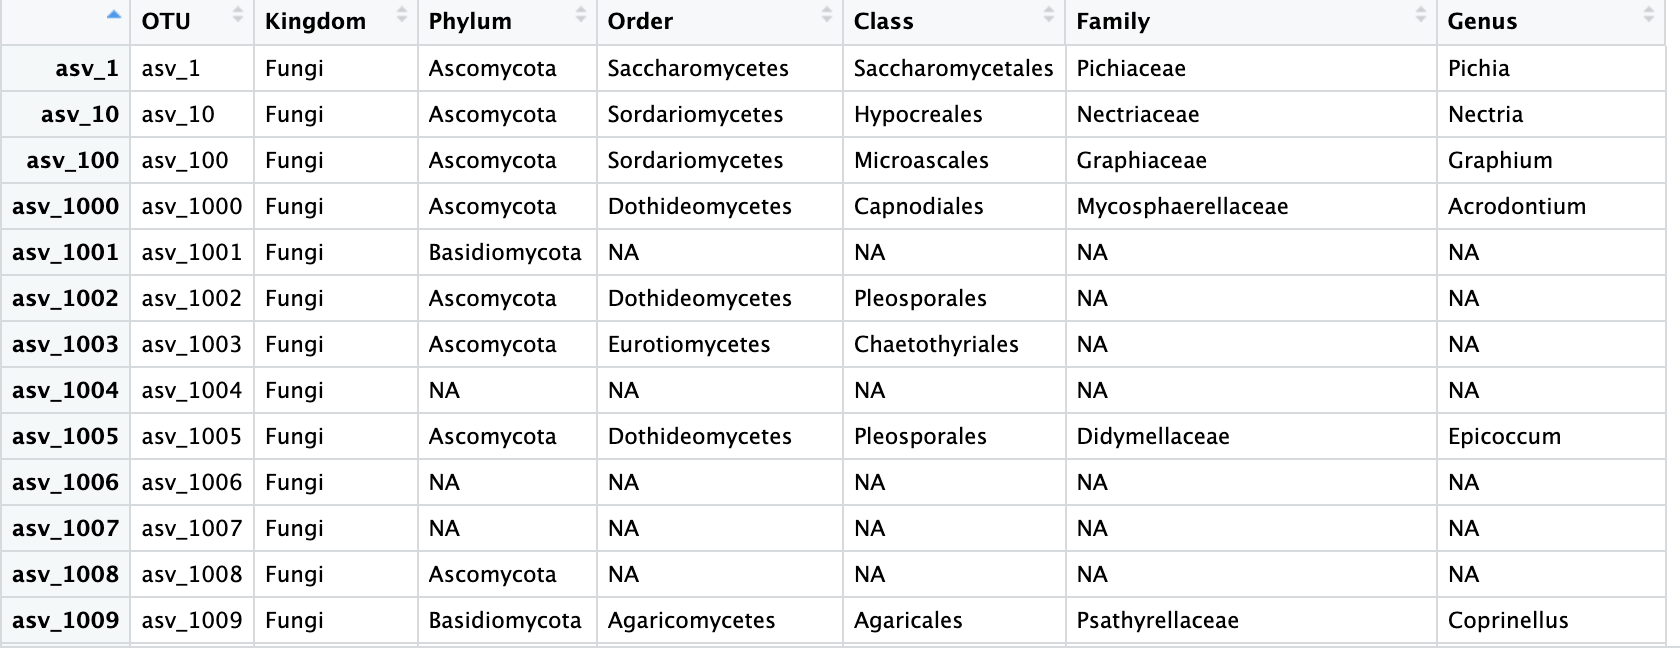 OTU Kingdom Phylum Order Class Family Genus
asv_1 asv_1 Fungi Ascomycota Saccharomycetes Saccharomycetales Pichiaceae Pichia
asv_10 asv_10 Fungi Ascomycota Sordariomycetes Hypocreales Nectriaceae Nectria
asv_100 asv_100 Fungi Ascomycota Sordariomycetes Microascales Graphiaceae Graphium
asv_1000 asv_1000 Fungi Ascomycota Dothideomycetes Capnodiales Mycosphaerellaceae Acrodontium
asv_1001 asv_1001 Fungi Basidiomycota NA NA NA NA
asv_1002 asv_1002 Fungi Ascomycota Dothideomycetes Pleosporales NA NA
asv_1003 asv_1003 Fungi Ascomycota Eurotiomycetes Chaetothyriales NA NA
asv_1004 asv_1004 Fungi NA NA NA NA NA
asv_1005 asv_1005 Fungi Ascomycota Dothideomycetes Pleosporales Didymellaceae Epicoccum
asv_1006 asv_1006 Fungi NA NA NA NA NA
asv_1007 asv_1007 Fungi NA NA NA NA NA
asv_1008 asv_1008 Fungi Ascomycota NA NA NA NA
asv_1009 asv_1009 Fungi Basidiomycota Agaricomycetes Agaricales Psathyrellaceae Coprinellus